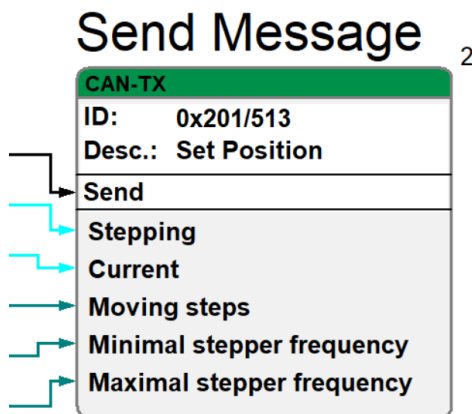 Send Message
2
CAN-TX
ID: 0x201/513
Desc.: Set Position
Send
Stepping
Current
Moving steps
Minimal stepper frequency
Maximal stepper frequency